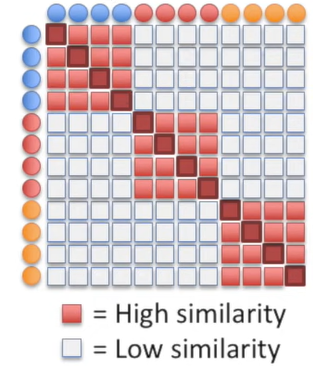 = High similarity
= Low similarity